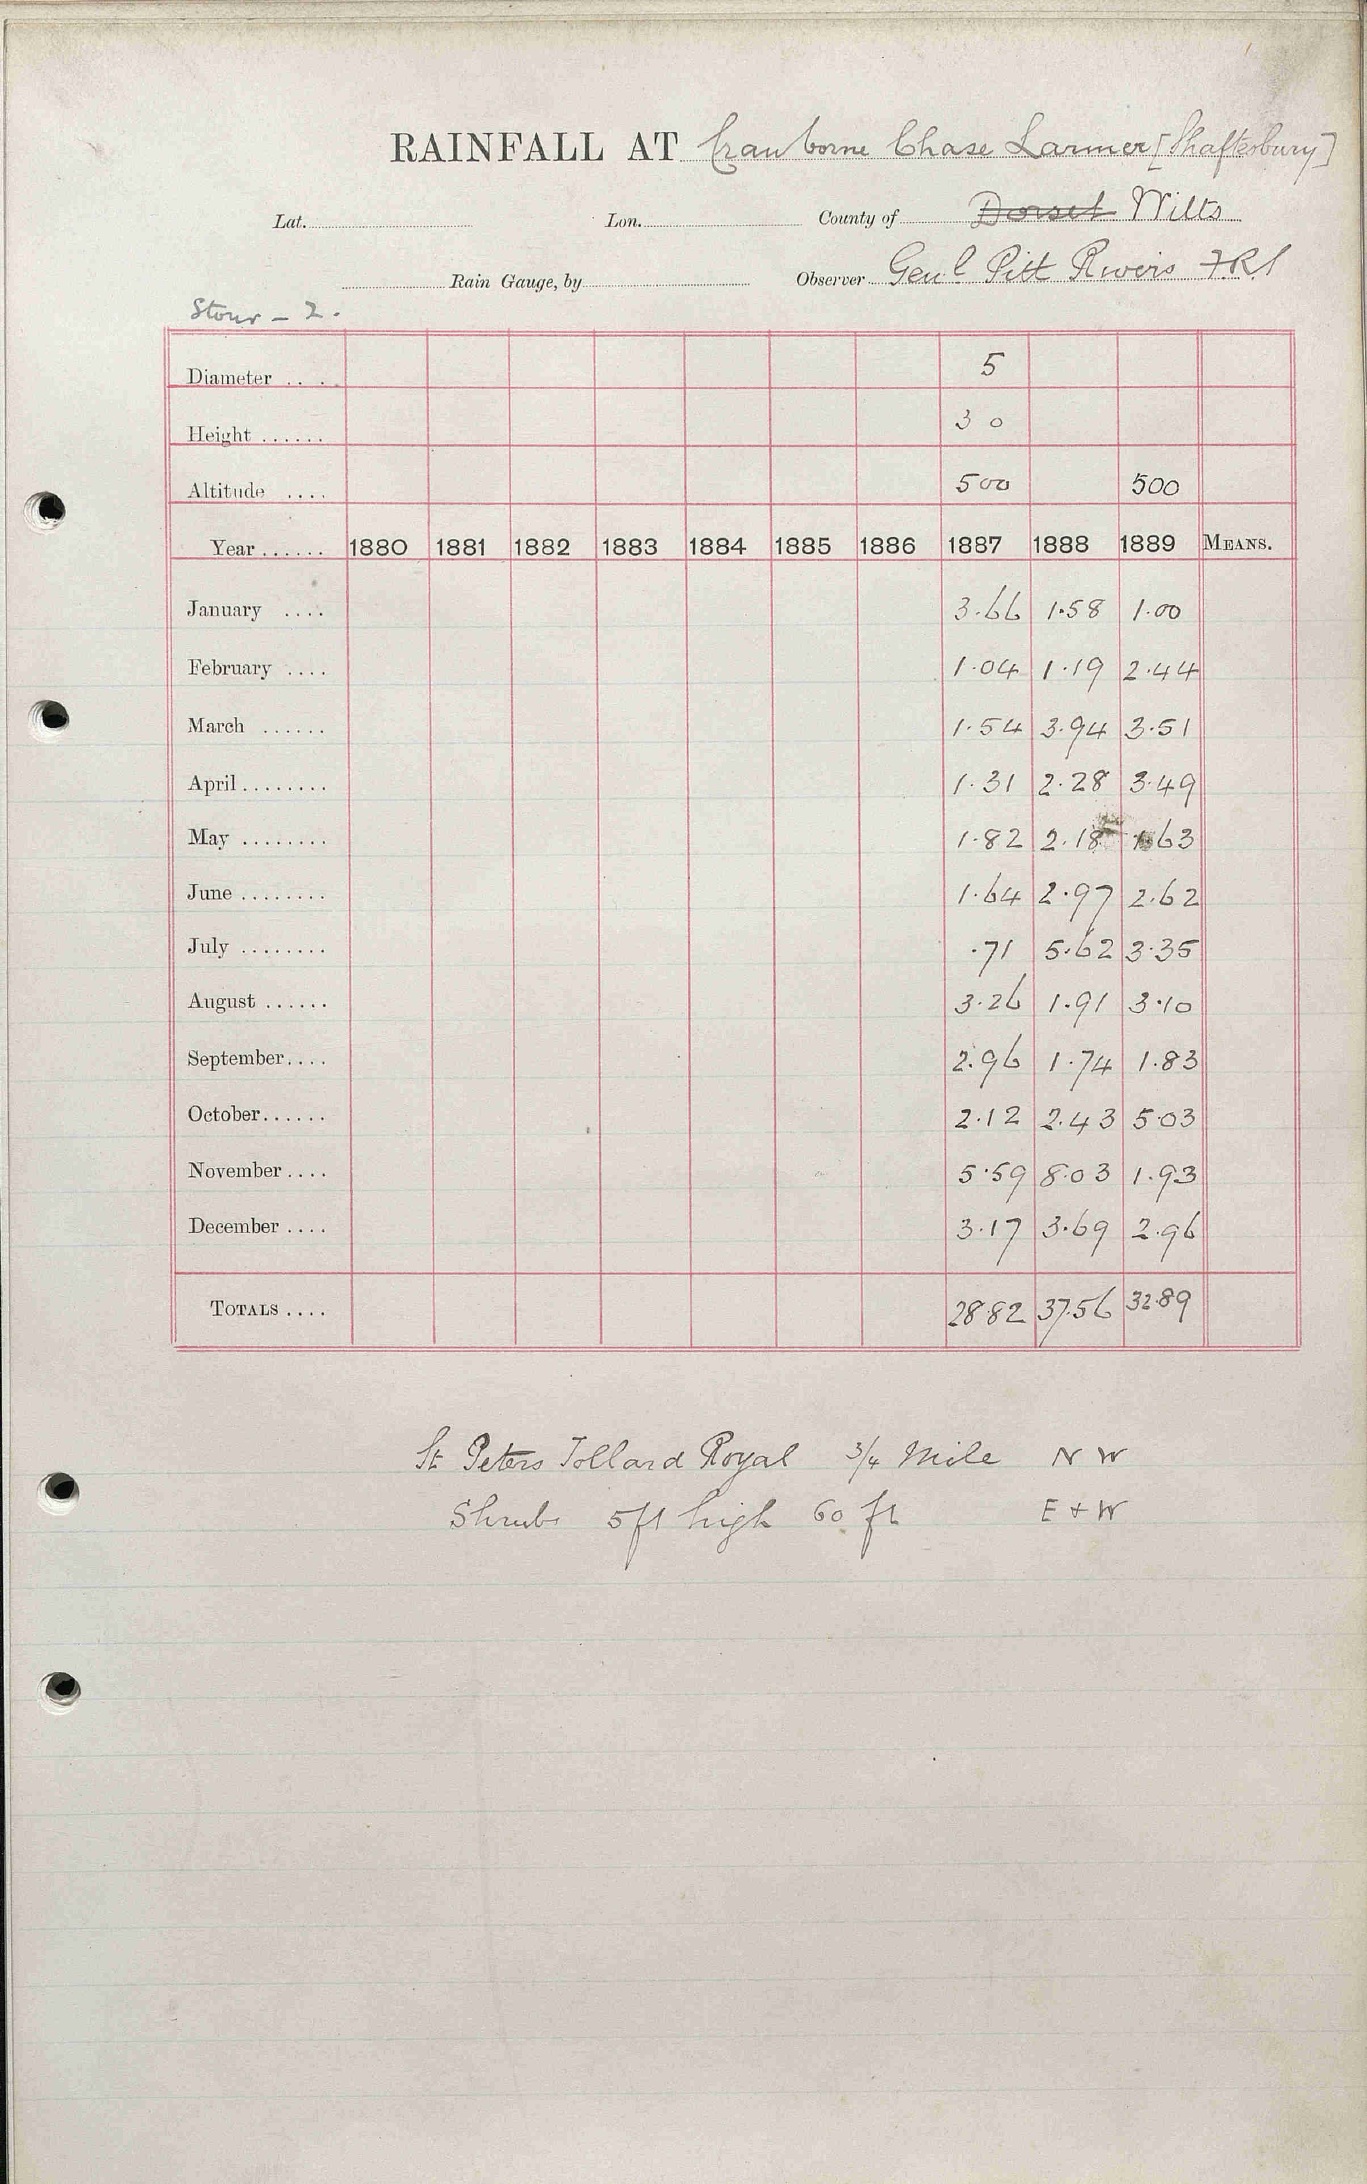 RAINFALL AT Cranborne Chase Larmer [Shaftesbury]
Lat. Lon. County of ~~Dorset~~ Wilts
Rain Gauge, by Observer Genl Pitt Rivers FRS
Stour - 2.
Diameter .... 5
Height ...... 3 0
Altitude .... 500 500
Year ...... 1880 1881 1882 1883 1884 1885 1886 1887 1888 1889 MEANS.
January .... 3.66 1.58 1.00
February .... 1.04 1.19 2.44
March ...... 1.54 3.94 3.51
April ........ 1.31 2.28 3.49
May ........ 1.82 2.18 1.63
June ........ 1.64 2.97 2.62
July ........ .71 5.62 3.35
August ...... 3.26 1.91 3.10
September.... 2.96 1.74 1.83
October...... 2.12 2.43 5.03
November.... 5.59 8.03 1.93
December .... 3.17 3.69 2.96
TOTALS .... 28.82 37.56 32.89
St Peters Tollard Royal 3/4 Mile N W
Shrubs 5ft high 60 ft E + W